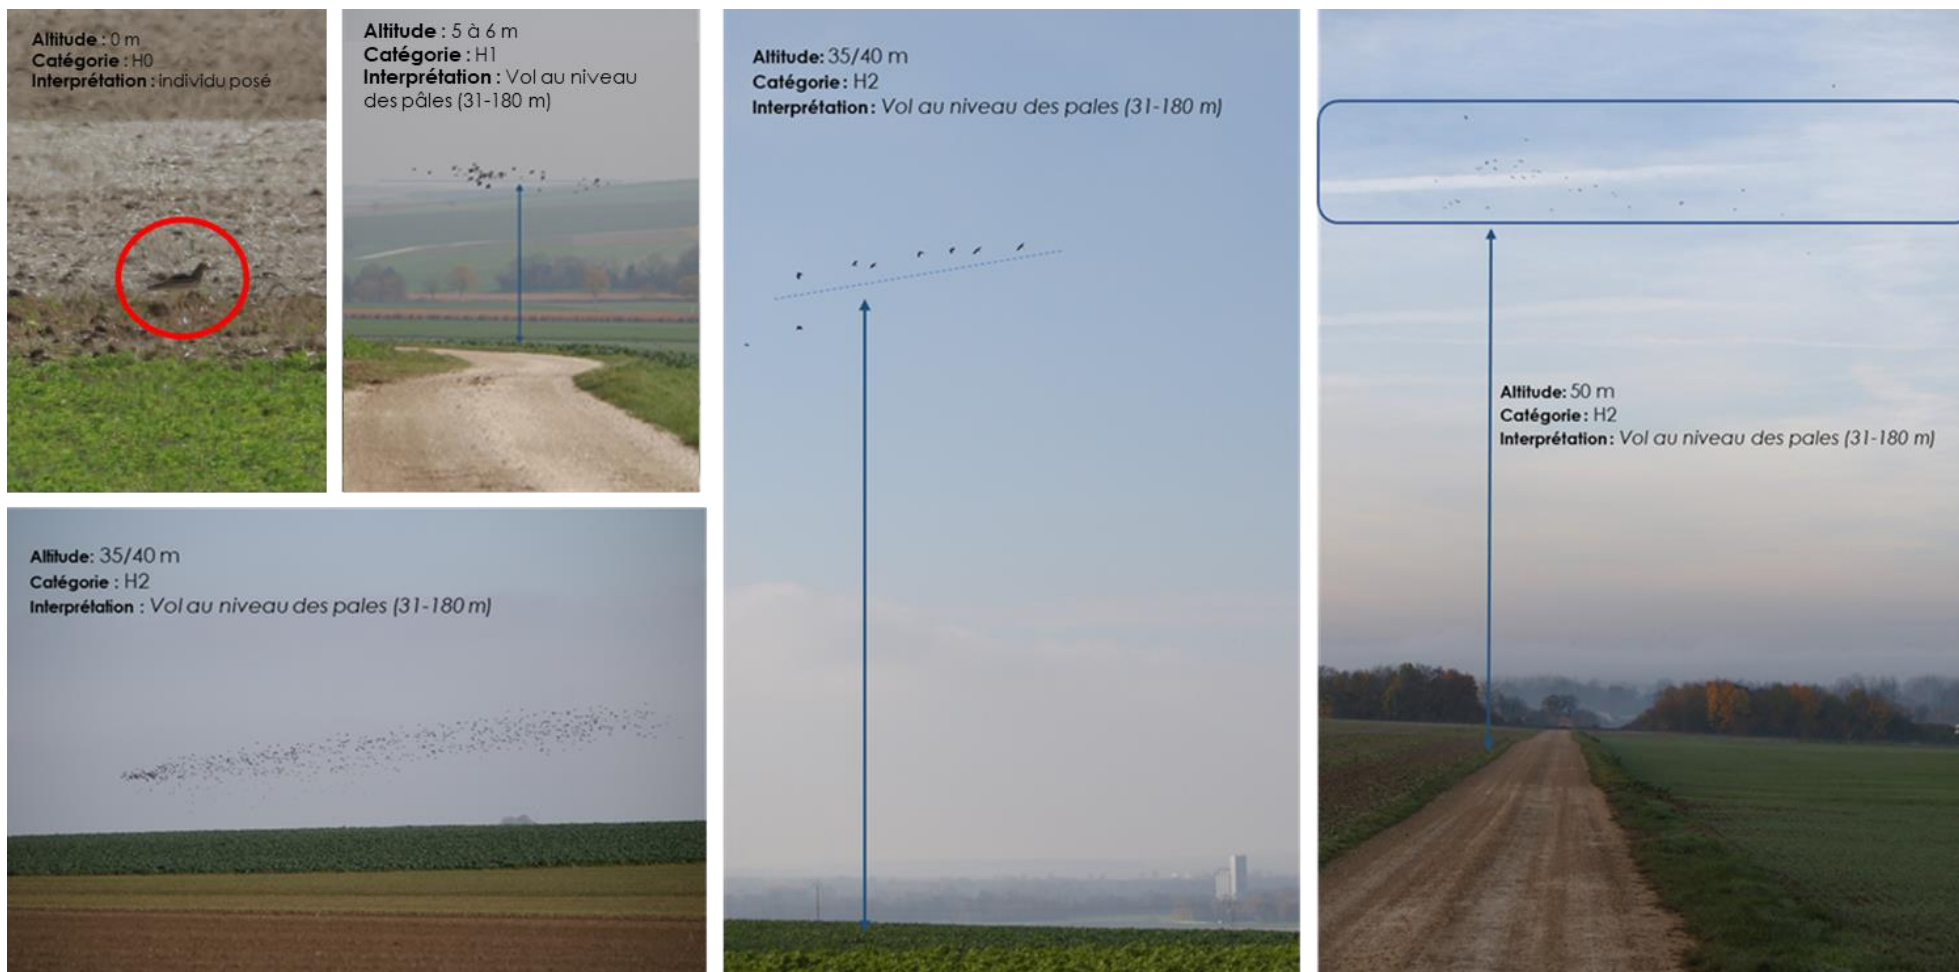 Altitude : 0 m
Catégorie : H0
Interprétation : individu posé
Altitude : 5 à 6 m
Catégorie : H1
Interprétation : Vol au niveau
des pâles (31-180 m)
Altitude: 35/40 m
Catégorie : H2
Interprétation : Vol au niveau des pales (31-180 m)
Altitude: 50 m
Catégorie : H2
Interprétation : Vol au niveau des pales (31-180 m)
Altitude: 35/40 m
Catégorie : H2
Interprétation : Vol au niveau des pales (31-180 m)